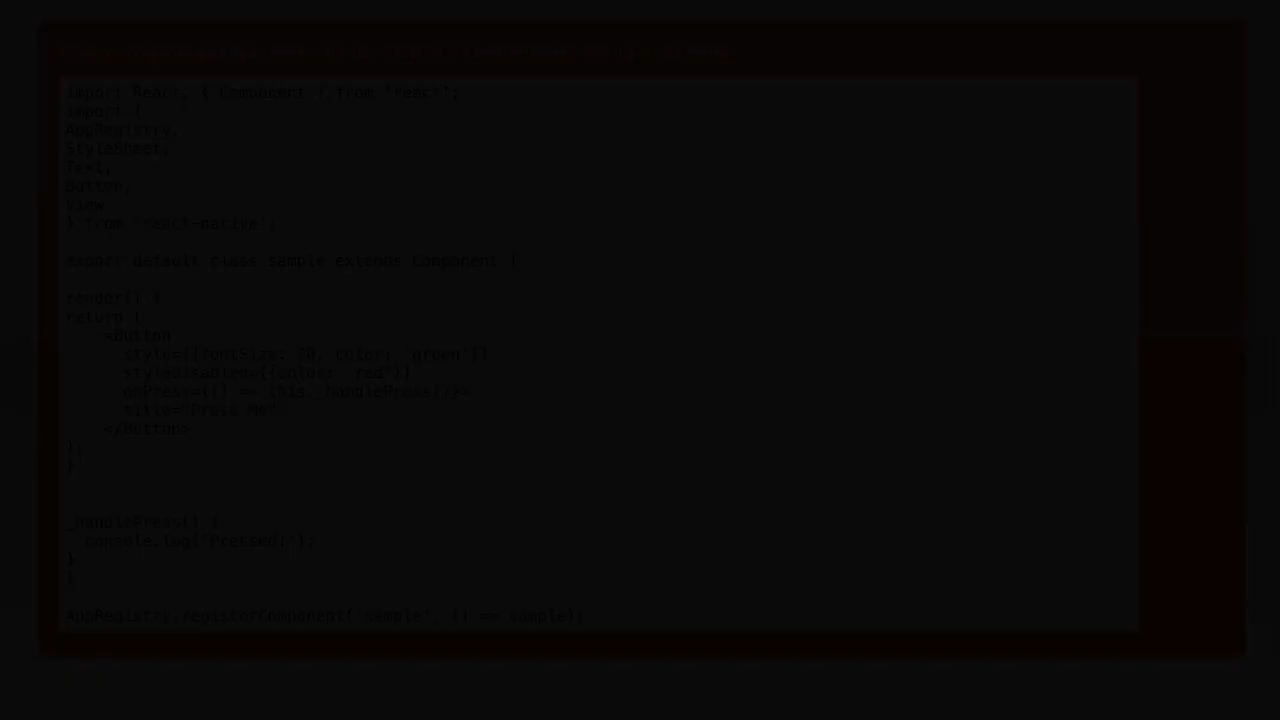 import React, { Component } from 'react';
import {
AppRegistry,
StyleSheet,
Text,
Button,
View
} from 'react-native';
export default class sample extends Component {
render() {
return (
<Button
style={{fontSize: 20, color: 'green'}}
styleDisabled={{color: 'red'}}
onPress={() => this._handlePress()}>
title="Press Me"
</Button>
);
}
_handlePress() {
console.log('Pressed!');
}
}
AppRegistry.registerComponent('sample', () => sample);